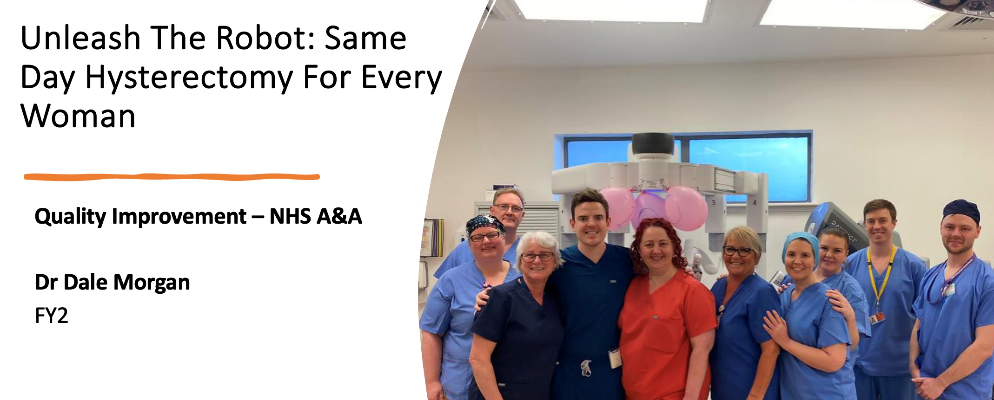 Unleash The Robot: Same
Day Hysterectomy For Every
Woman
Quality Improvement – NHS A&A
Dr Dale Morgan
FY2